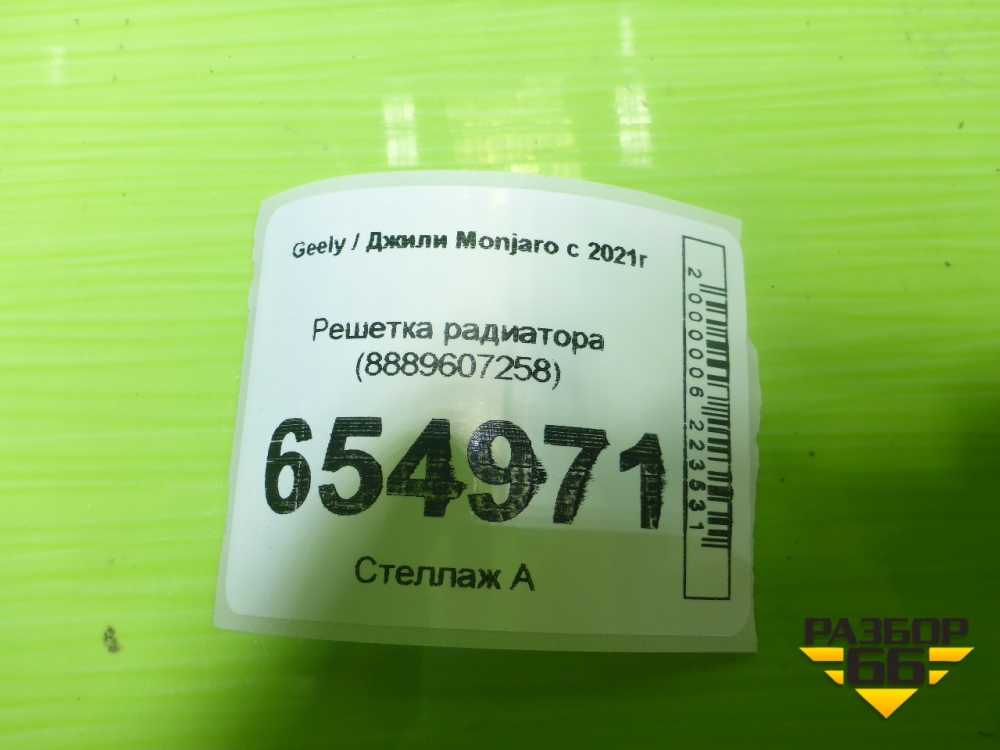 Geely / Джили Monjaro с 2021г
Решетка радиатора
(8889607258)
654971
Стеллаж А
2000006223531
РАЗБОР
66